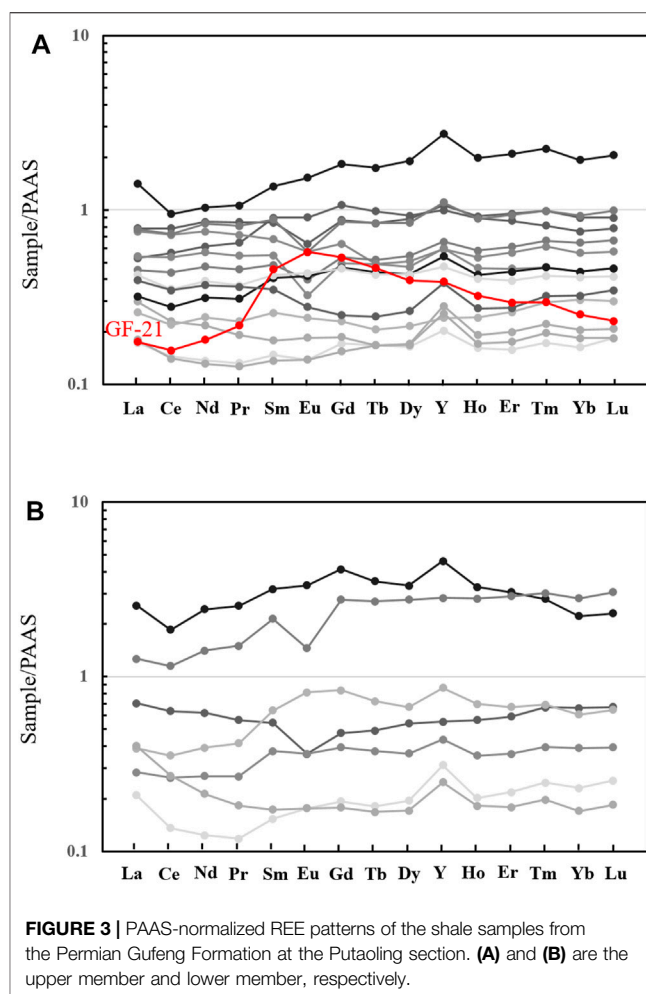 A
10
Sample/PAAS
1
GF-21
0.1
La Ce Nd Pr Sm Eu Gd Tb Dy Y Ho Er Tm Yb Lu
B
10
Sample/PAAS
1
0.1
La Ce Nd Pr Sm Eu Gd Tb Dy Y Ho Er Tm Yb Lu
FIGURE 3 | PAAS-normalized REE patterns of the shale samples from
the Permian Gufeng Formation at the Putaoling section. (A) and (B) are the
upper member and lower member, respectively.